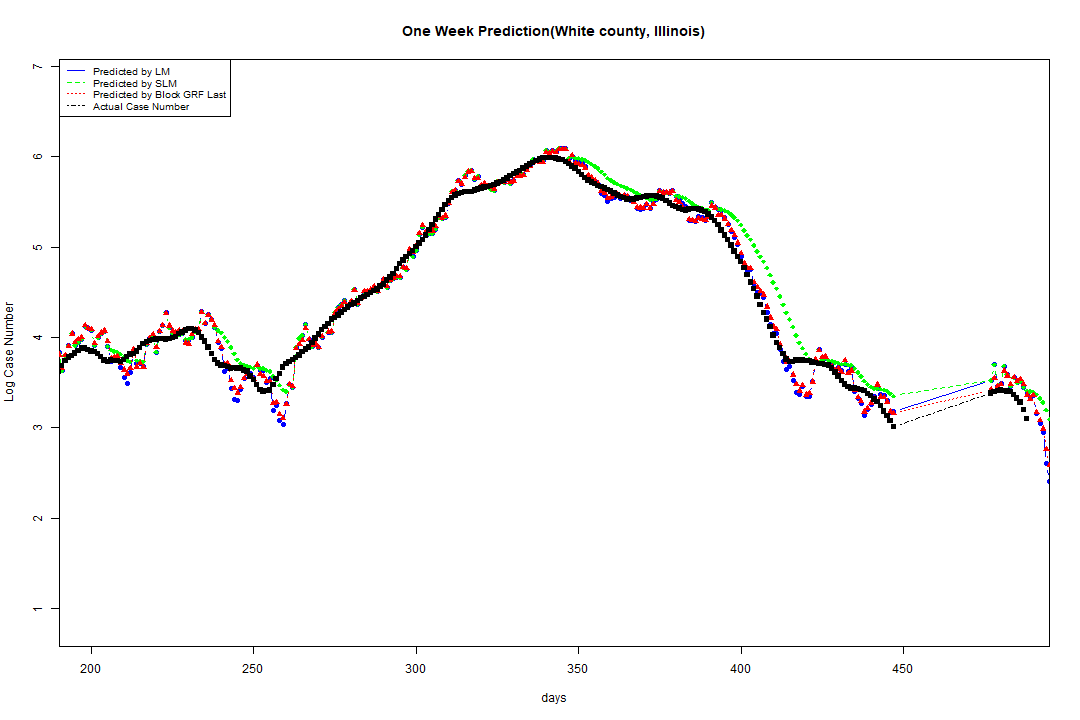 One Week Prediction(White county, Illinois)
Predicted by LM
Predicted by SLM
Predicted by Block GRF Last
Actual Case Number
7
6
5
4
3
2
1
Log Case Number
200 250 300 350 400 450
days